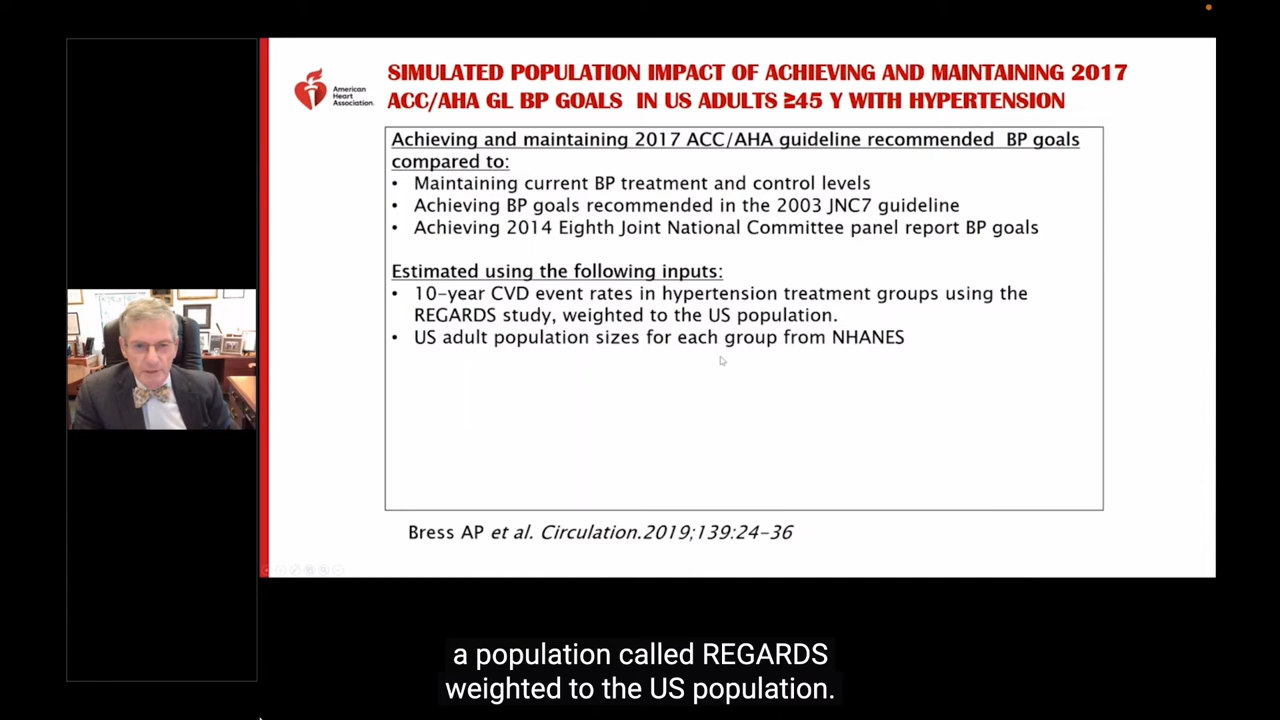 SIMULATED POPULATION IMPACT OF ACHIEVING AND MAINTAINING 2017
ACC/AHA GL BP GOALS IN US ADULTS ≥45 Y WITH HYPERTENSION
American
Heart
Association.
Achieving and maintaining 2017 ACC/AHA guideline recommended BP goals
compared to:
• Maintaining current BP treatment and control levels
• Achieving BP goals recommended in the 2003 JNC7 guideline
• Achieving 2014 Eighth Joint National Committee panel report BP goals
Estimated using the following inputs:
• 10-year CVD event rates in hypertension treatment groups using the
REGARDS study, weighted to the US population.
• US adult population sizes for each group from NHANES
Bress AP et al. Circulation.2019;139:24-36
a population called REGARDS
weighted to the US population.